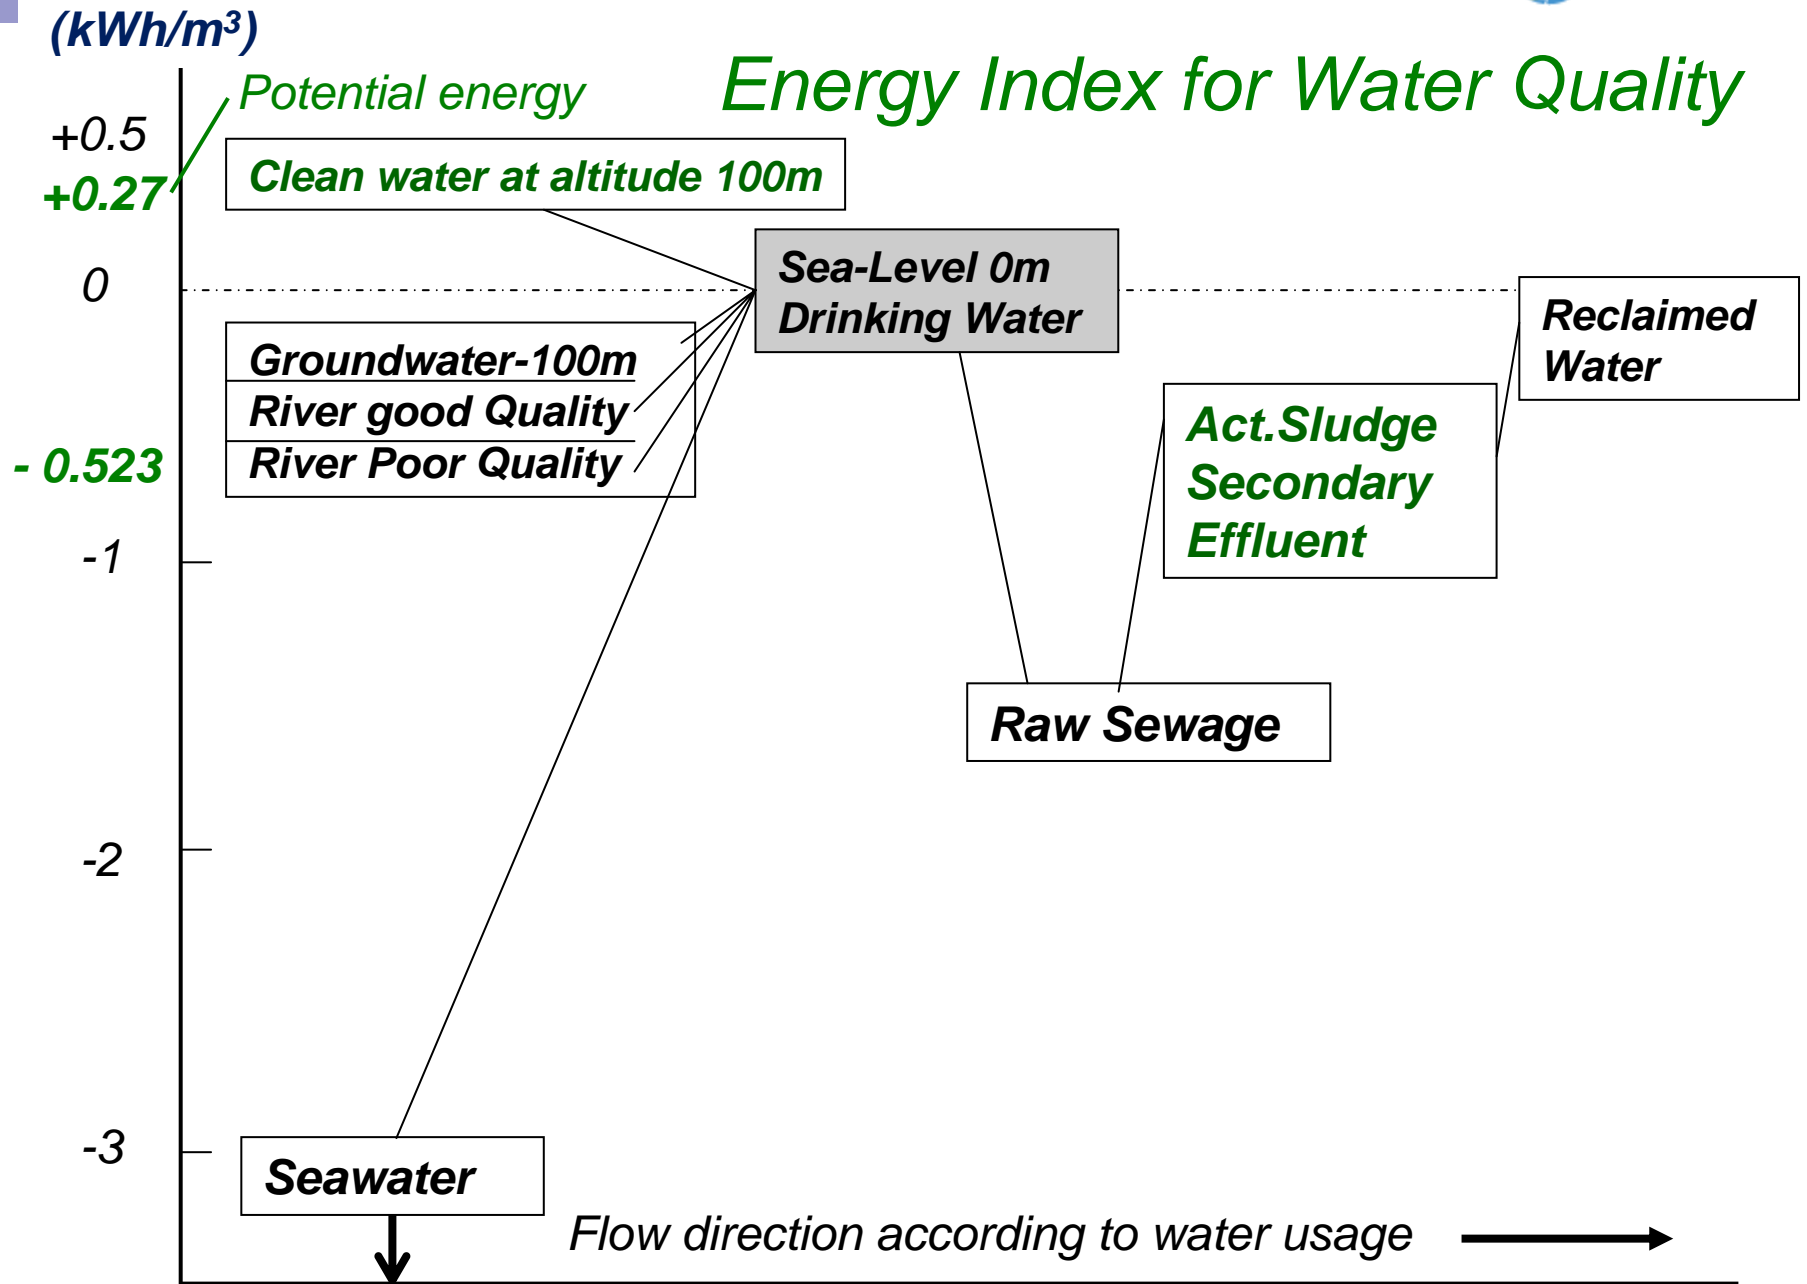 (kWh/m³)
Energy Index for Water Quality
Potential energy
+0.5
Clean water at altitude 100m
+0.27
Sea-Level 0m
Drinking Water
0
Reclaimed
Water
Groundwater-100m
River good Quality
River Poor Quality
- 0.523
Act.Sludge
Secondary
Effluent
-1
Raw Sewage
-2
-3
Seawater
Flow direction according to water usage